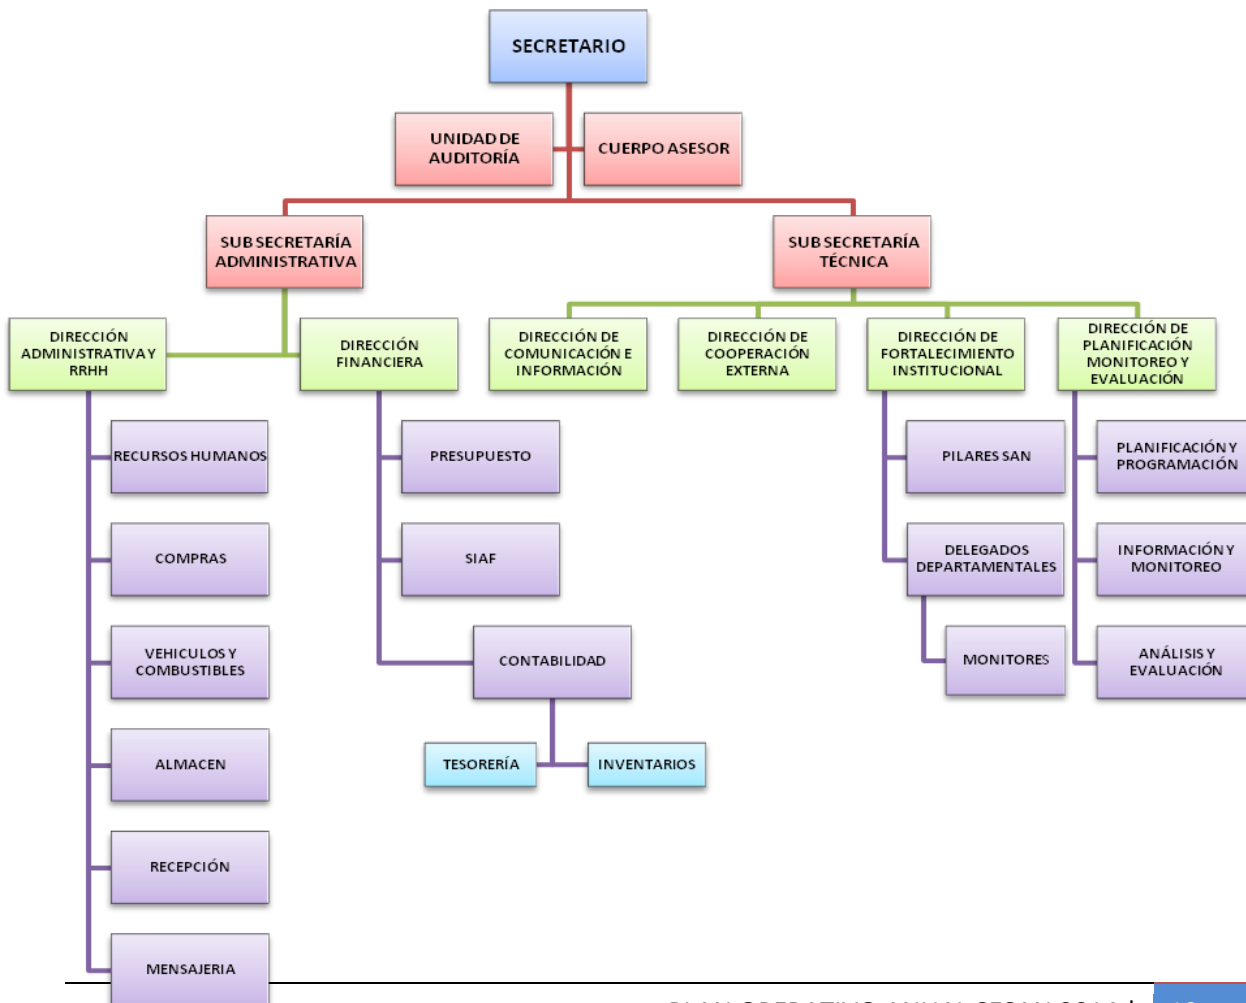 SECRETARIO
UNIDAD DE
AUDITORÍA
CUERPO ASESOR
SUB SECRETARÍA
ADMINISTRATIVA
SUB SECRETARÍA
TÉCNICA
DIRECCIÓN
ADMINISTRATIVA Y
RRHH
DIRECCIÓN
FINANCIERA
DIRECCIÓN DE
COMUNICACIÓN E
INFORMACIÓN
DIRECCIÓN DE
COOPERACIÓN
EXTERNA
DIRECCIÓN DE
FORTALECIMIENTO
INSTITUCIONAL
DIRECCIÓN DE
PLANIFICACIÓN
MONITOREO Y
EVALUACIÓN
RECURSOS HUMANOS
PRESUPUESTO
PILARES SAN
PLANIFICACIÓN Y
PROGRAMACIÓN
COMPRAS
SIAF
DELEGADOS
DEPARTAMENTALES
INFORMACIÓN Y
MONITOREO
VEHICULOS Y
COMBUSTIBLES
CONTABILIDAD
MONITORES
ANÁLISIS Y
EVALUACIÓN
ALMACEN
TESORERÍA
INVENTARIOS
RECEPCIÓN
MENSAJERIA